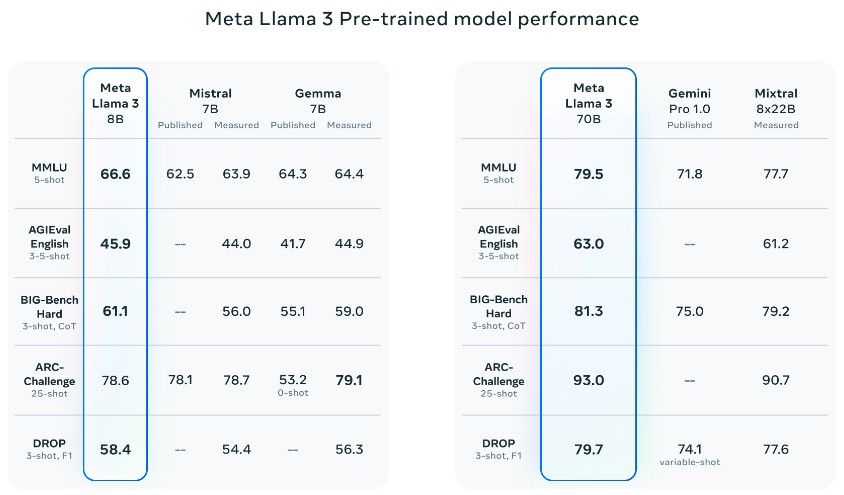 Meta Llama 3 Pre-trained model performance
Meta
Llama 3
8B
Mistral
7B
Published Measured
Gemma
7B
Published Measured
MMLU
5-shot
66.6 62.5 63.9 64.3 64.4
AGIEval
English
3-5-shot
45.9 -- 44.0 41.7 44.9
BIG-Bench
Hard
3-shot, CoT
61.1 -- 56.0 55.1 59.0
ARC-
Challenge
25-shot
78.6 78.1 78.7 53.2 79.1
0-shot
DROP
3-shot, F1
58.4 -- 54.4 -- 56.3
Meta
Llama 3
70B
Gemini
Pro 1.0
Published
Mixtral
8x22B
Measured
MMLU
5-shot
79.5 71.8 77.7
AGIEval
English
3-5-shot
63.0 -- 61.2
BIG-Bench
Hard
3-shot, CoT
81.3 75.0 79.2
ARC-
Challenge
25-shot
93.0 -- 90.7
DROP
3-shot, F1
79.7 74.1 77.6
variable-shot